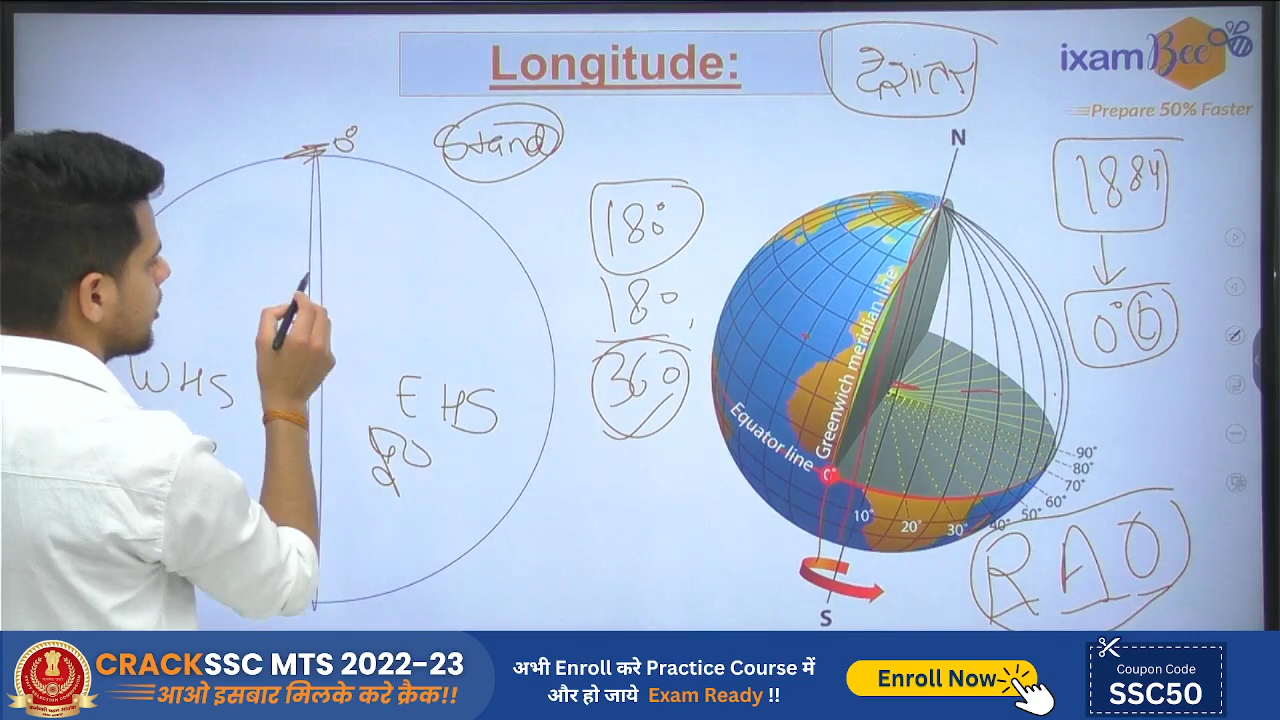 Longitude:
देशांतर
ixamBee
Prepare 50% Faster
0°
Stand
N
1884
180°
180,
360
0°
Greenwich meridian line
Equator line
WHS
E HS
पूर्व
0°
90°
80°
70°
60°
50°
40°
30°
20°
10°
RAO
S
CRACKSSC MTS 2022-23
आओ इसबार मिलके करे क्रैक!!
अभी Enroll करे Practice Course में
और हो जाये Exam Ready !!
Enroll Now
Coupon Code
SSC50